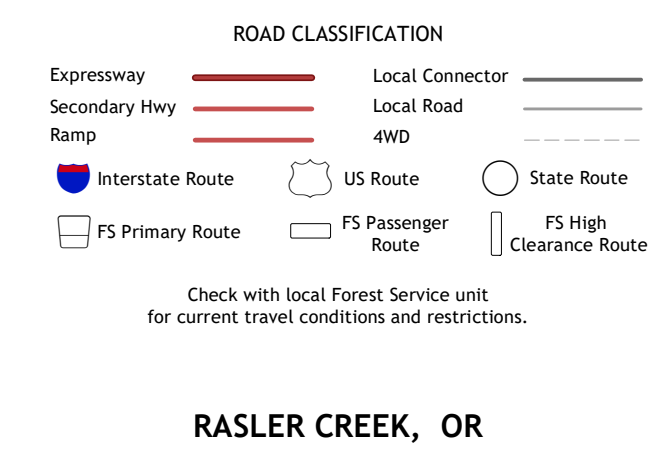 ROAD CLASSIFICATION
Expressway
Local Connector
Secondary Hwy
Local Road
Ramp
4WD
Interstate Route
US Route
State Route
FS Primary Route
FS Passenger
Route
FS High
Clearance Route
Check with local Forest Service unit
for current travel conditions and restrictions.
RASLER CREEK, OR